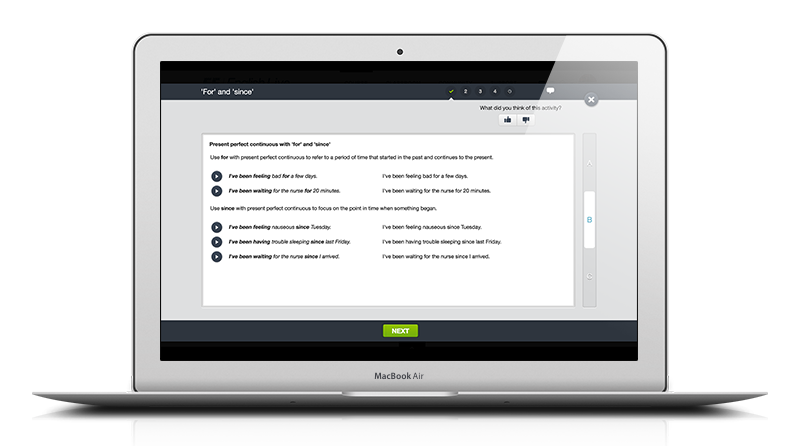 'For' and 'since'
2 3 4
What did you think of this activity?
Present perfect continuous with 'for' and 'since'
Use for with present perfect continuous to refer to a period of time that started in the past and continues to the present.
I've been feeling bad for a few days. I've been feeling bad for a few days.
I've been waiting for the nurse for 20 minutes. I've been waiting for the nurse for 20 minutes.
Use since with present perfect continuous to focus on the point in time when something began.
I've been feeling nauseous since Tuesday. I've been feeling nauseous since Tuesday.
I've been having trouble sleeping since last Friday. I've been having trouble sleeping since last Friday.
I've been waiting for the nurse since I arrived. I've been waiting for the nurse since I arrived.
A
B
C
NEXT
MacBook Air